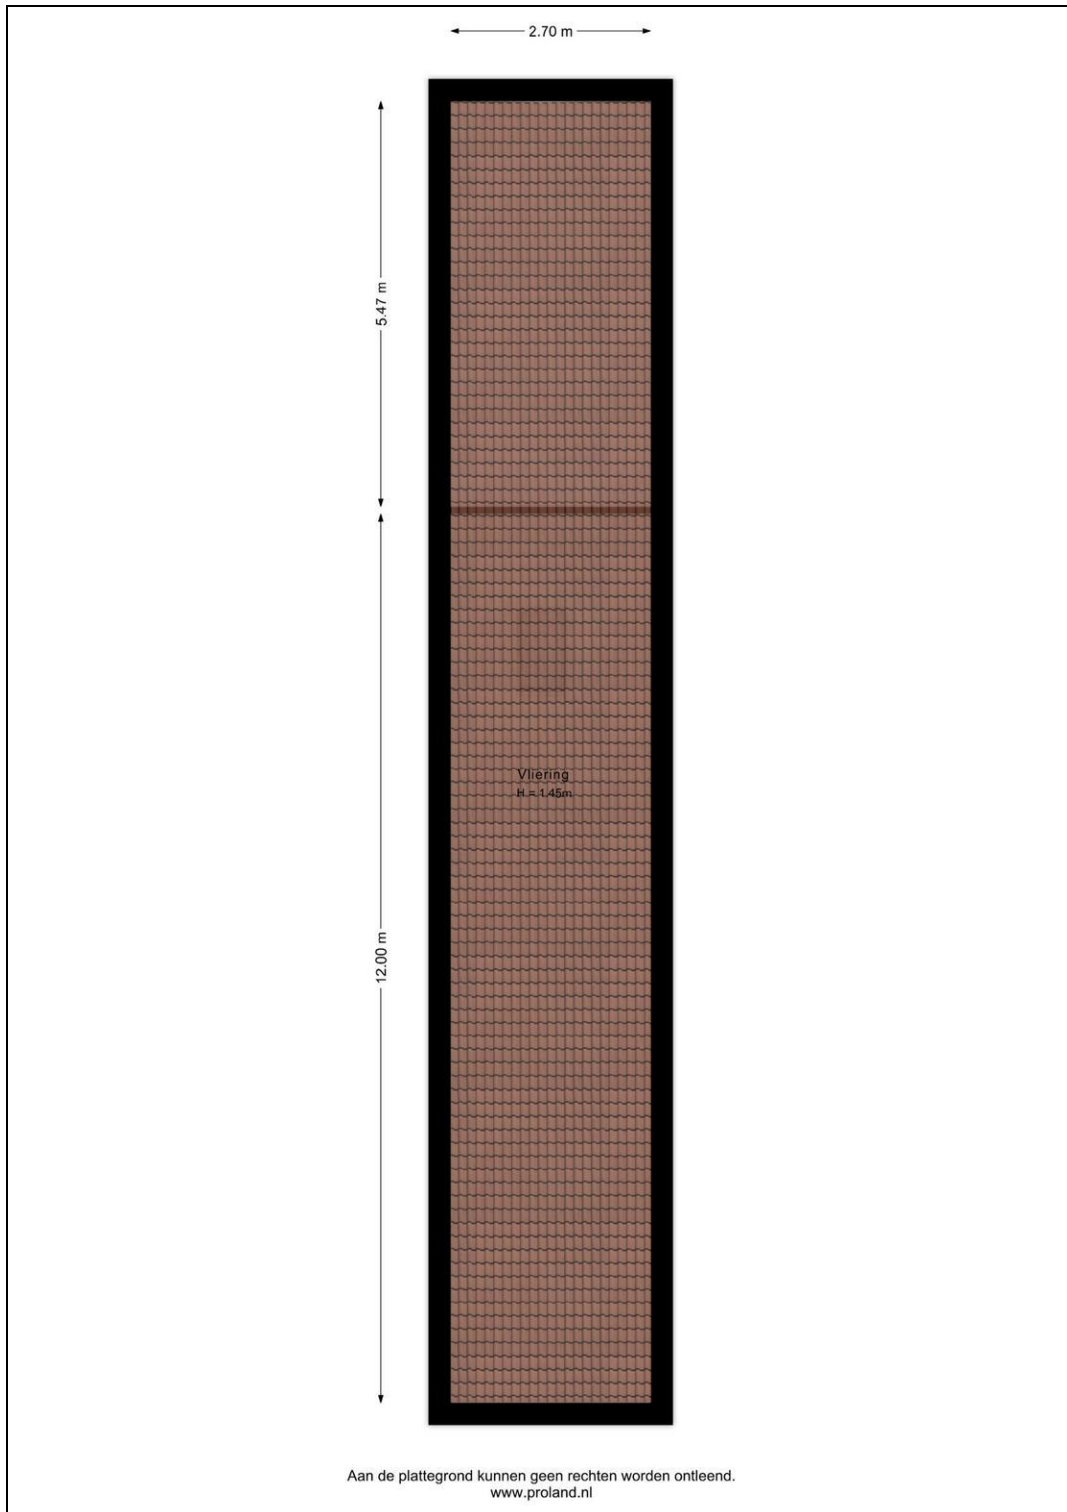 2.70 m
5.47 m
Vliering
H = 1.45m
12.00 m
Aan de plattegrond kunnen geen rechten worden ontleend.
www.proland.nl